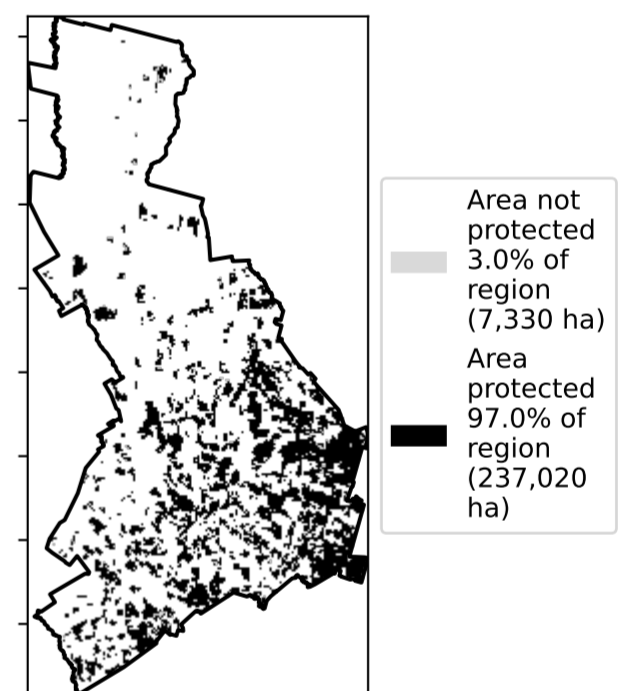 Area not
protected
3.0% of
region
(7,330 ha)
Area
protected
97.0% of
region
(237,020
ha)